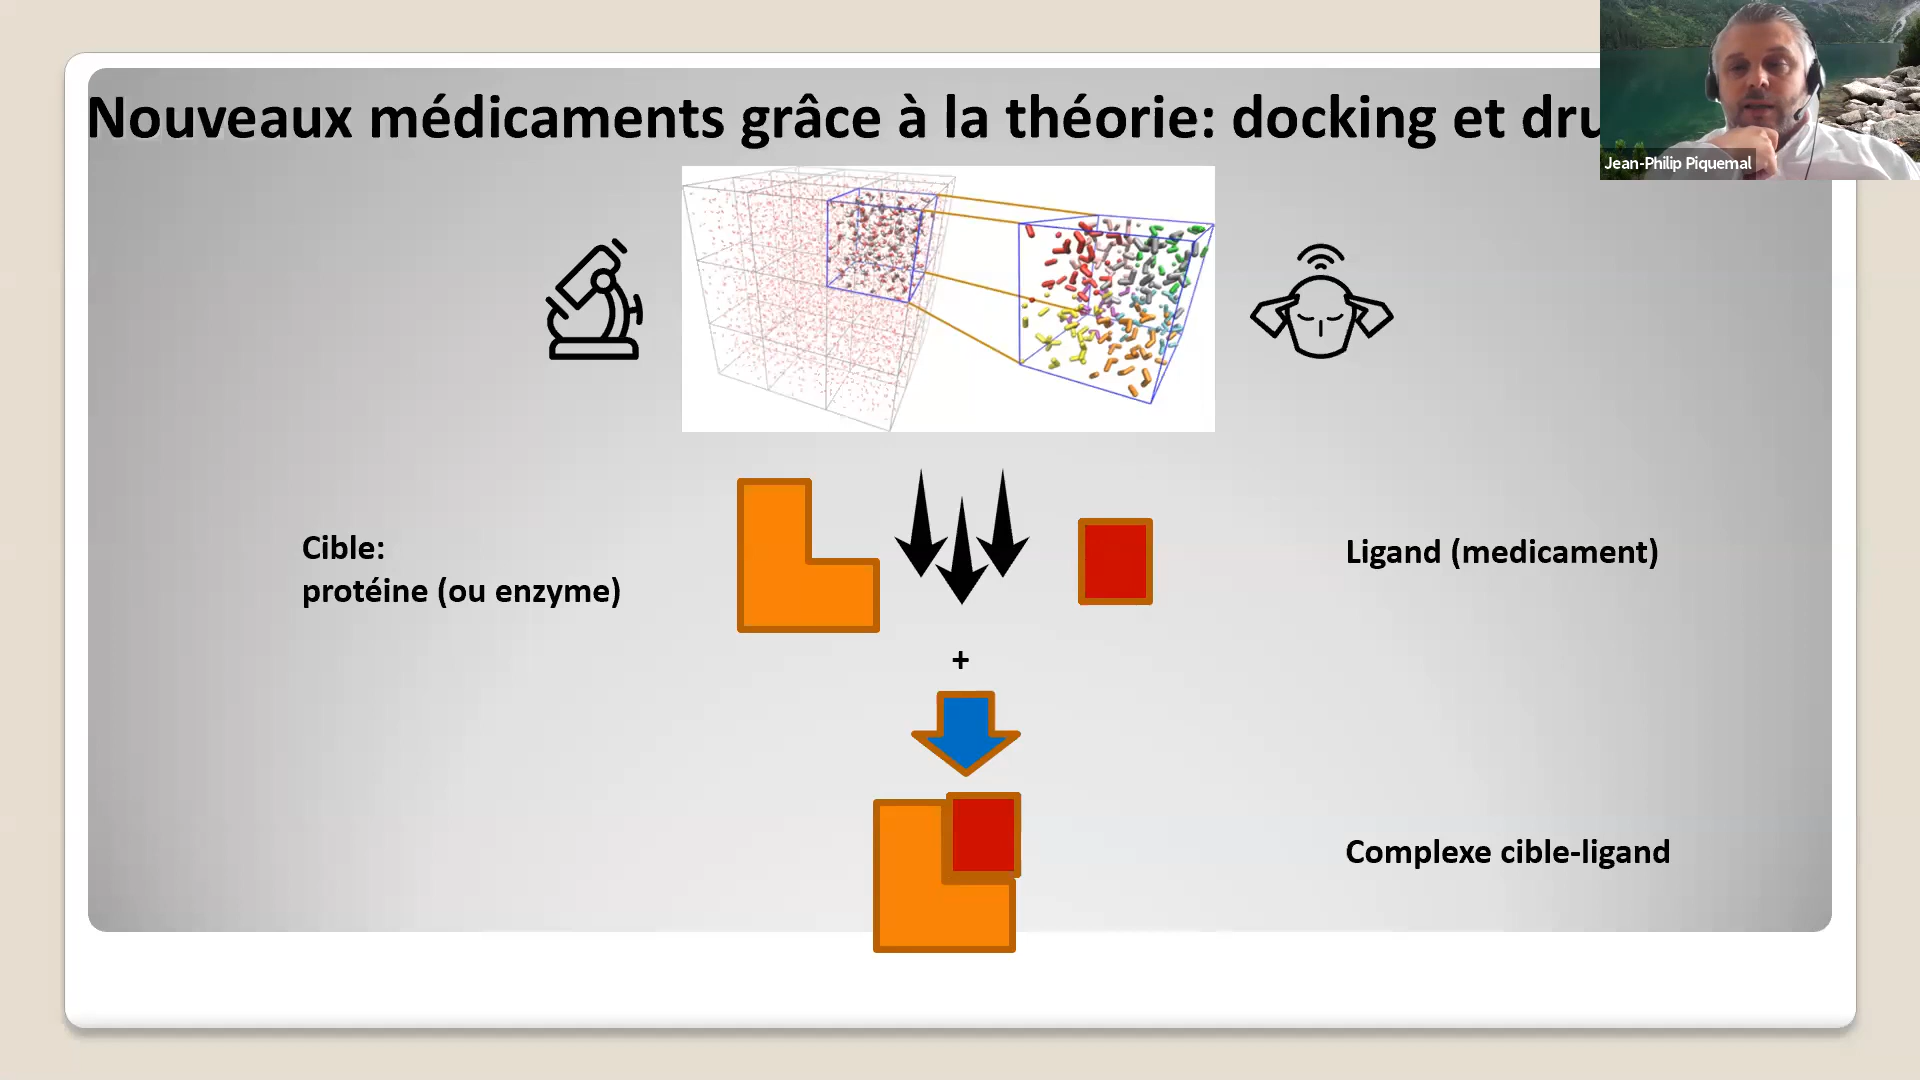 Nouveaux médicaments grâce à la théorie: docking et
Jean-Philip Piquemal
Cible:
protéine (ou enzyme)
Ligand (medicament)
+
Complexe cible-ligand